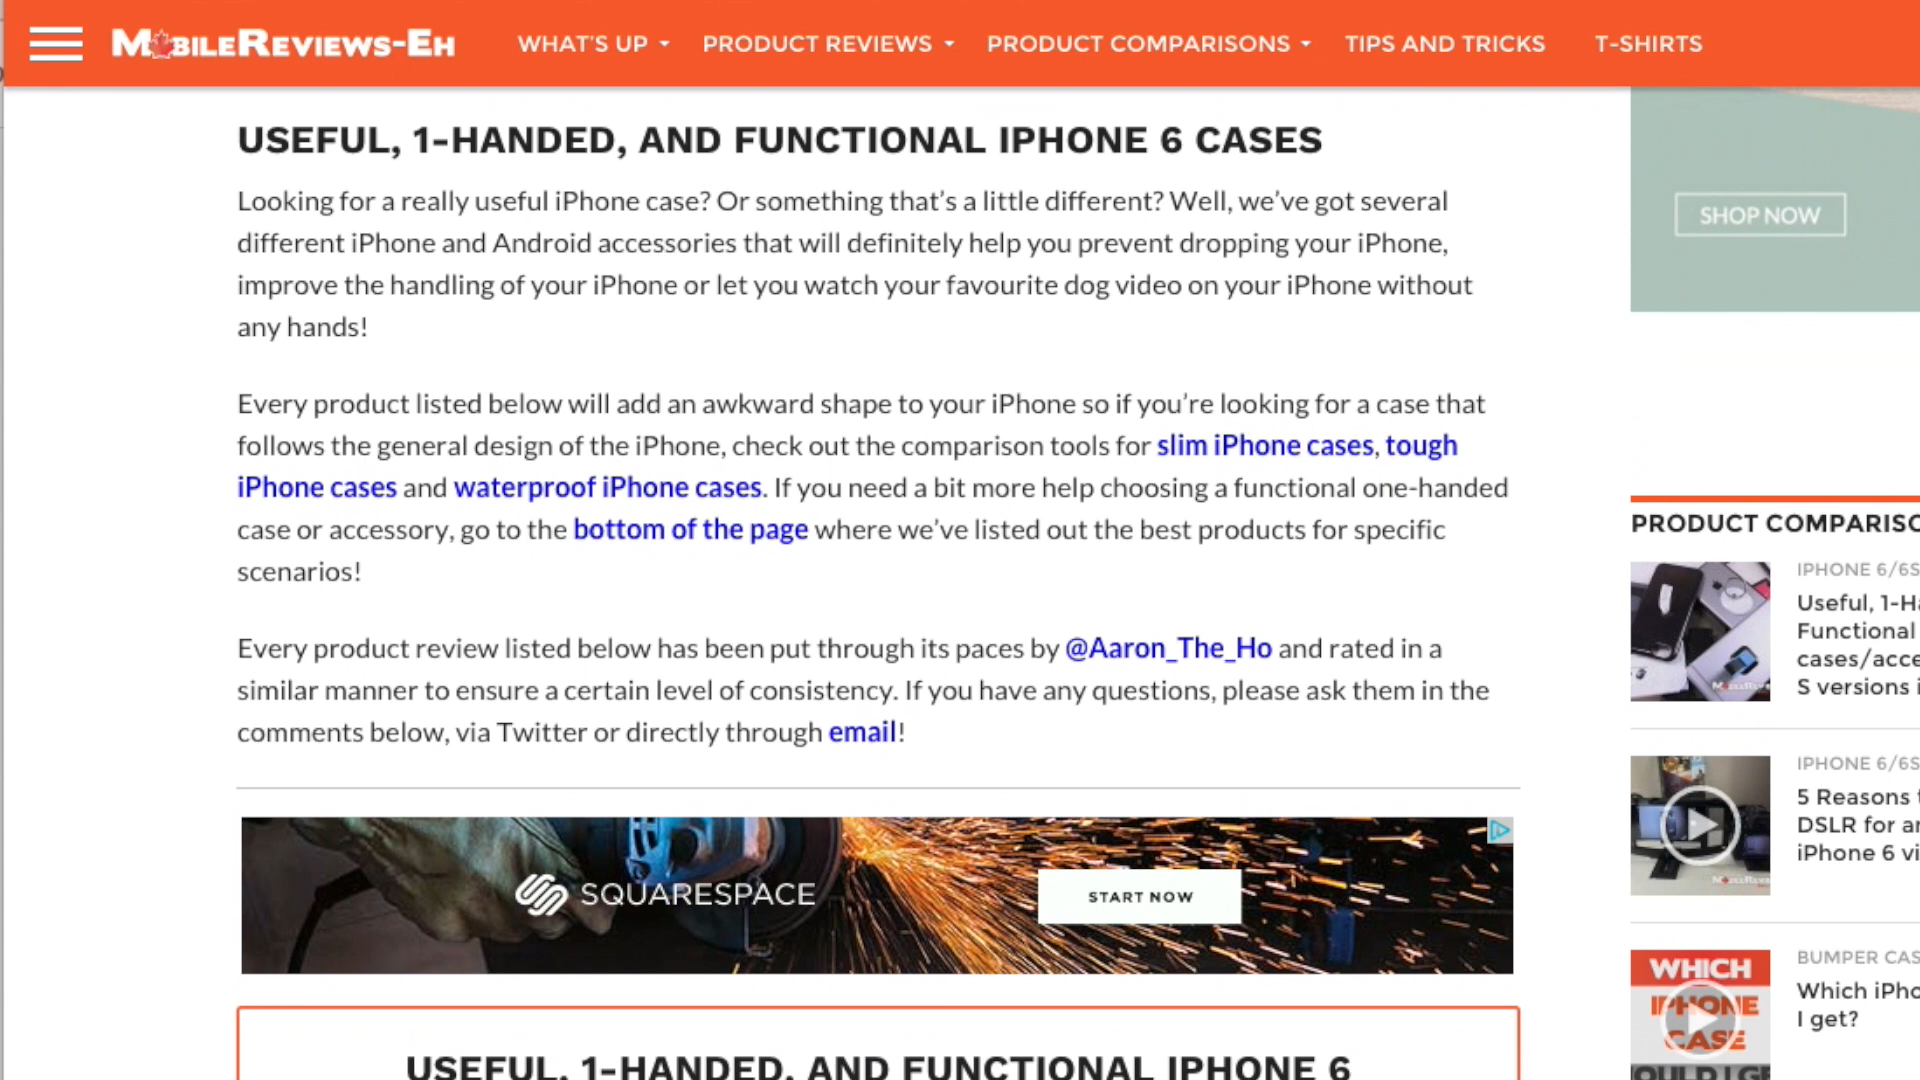 MOBILEREVIEWS-EH
WHAT'S UP
PRODUCT REVIEWS
PRODUCT COMPARISONS
TIPS AND TRICKS
T-SHIRTS
USEFUL, 1-HANDED, AND FUNCTIONAL IPHONE 6 CASES
Looking for a really useful iPhone case? Or something that's a little different? Well, we've got several
different iPhone and Android accessories that will definitely help you prevent dropping your iPhone,
improve the handling of your iPhone or let you watch your favourite dog video on your iPhone without
any hands!
Every product listed below will add an awkward shape to your iPhone so if you're looking for a case that
follows the general design of the iPhone, check out the comparison tools for slim iPhone cases, tough
iPhone cases and waterproof iPhone cases. If you need a bit more help choosing a functional one-handed
case or accessory, go to the bottom of the page where we've listed out the best products for specific
scenarios!
Every product review listed below has been put through its paces by @Aaron_The_Ho and rated in a
similar manner to ensure a certain level of consistency. If you have any questions, please ask them in the
comments below, via Twitter or directly through email!
SQUARESPACE
START NOW
USEFUL, 1-HANDED, AND FUNCTIONAL IPHONE 6
SHOP NOW
PRODUCT COMPARISO
IPHONE 6/6S
Useful, 1-Ha
Functional
cases/acce
S versions i
IPHONE 6/6S
5 Reasons t
DSLR for an
iPhone 6 vi
BUMPER CAS
Which iPho
I get?
WHICH
IPHONE
CASE